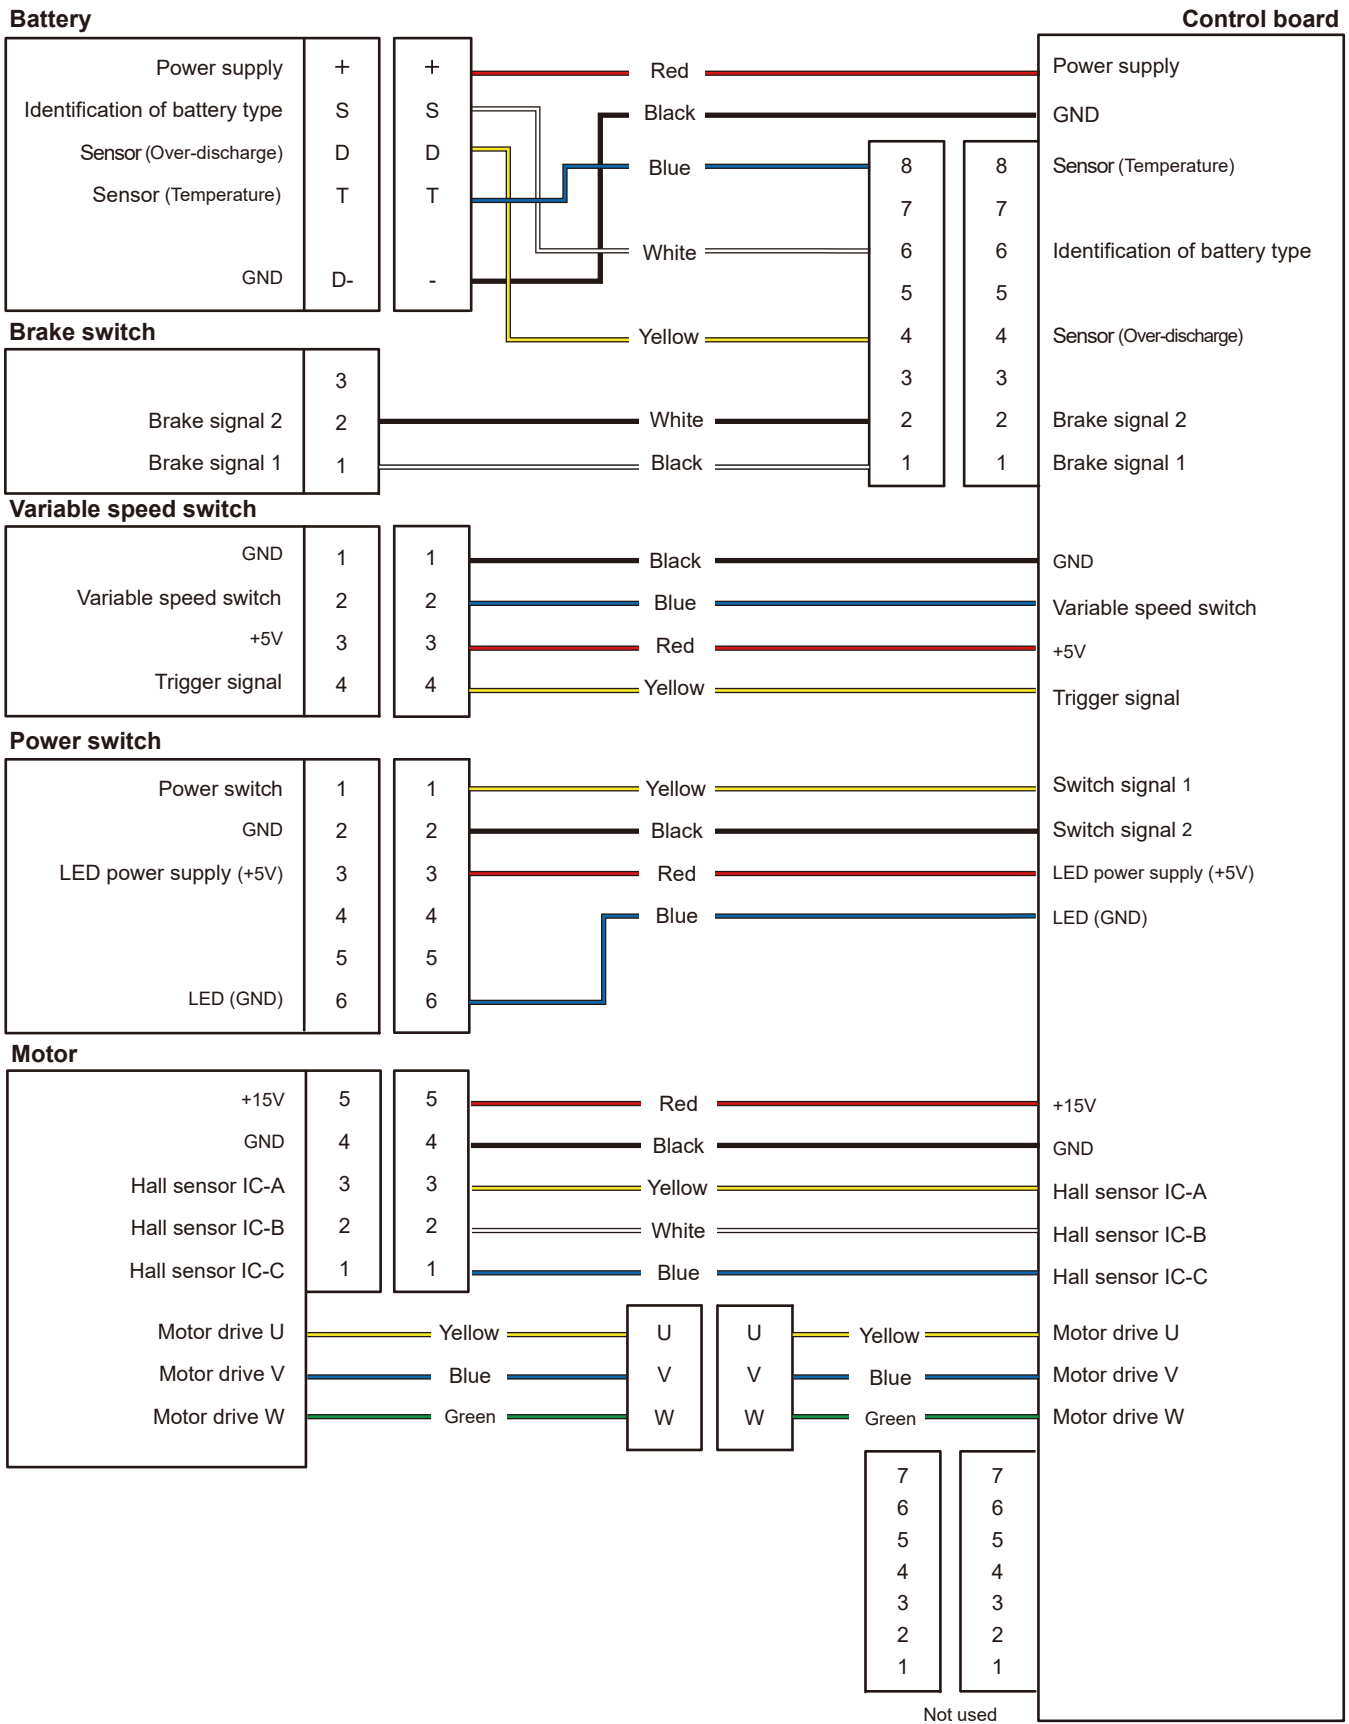 Battery Control board
Power supply + + Red Power supply
Identification of battery type S S Black GND
Sensor (Over-discharge) D D Blue 8 8 Sensor (Temperature)
Sensor (Temperature) T T 7 7
White 6 6 Identification of battery type
GND D- - 5 5
Yellow 4 4 Sensor (Over-discharge)
Brake switch
3 3 3
Brake signal 2 2 White 2 2 Brake signal 2
Brake signal 1 1 Black 1 1 Brake signal 1
Variable speed switch
GND 1 1 Black GND
Variable speed switch 2 2 Blue Variable speed switch
+5V 3 3 Red +5V
Trigger signal 4 4 Yellow Trigger signal
Power switch
Power switch 1 1 Yellow Switch signal 1
GND 2 2 Black Switch signal 2
LED power supply (+5V) 3 3 Red LED power supply (+5V)
4 4 Blue LED (GND)
5 5
LED (GND) 6 6
Motor
+15V 5 5 Red +15V
GND 4 4 Black GND
Hall sensor IC-A 3 3 Yellow Hall sensor IC-A
Hall sensor IC-B 2 2 White Hall sensor IC-B
Hall sensor IC-C 1 1 Blue Hall sensor IC-C
Motor drive U Yellow U U Yellow Motor drive U
Motor drive V Blue V V Blue Motor drive V
Motor drive W Green W W Green Motor drive W
7 7
6 6
5 5
4 4
3 3
2 2
1 1
Not used